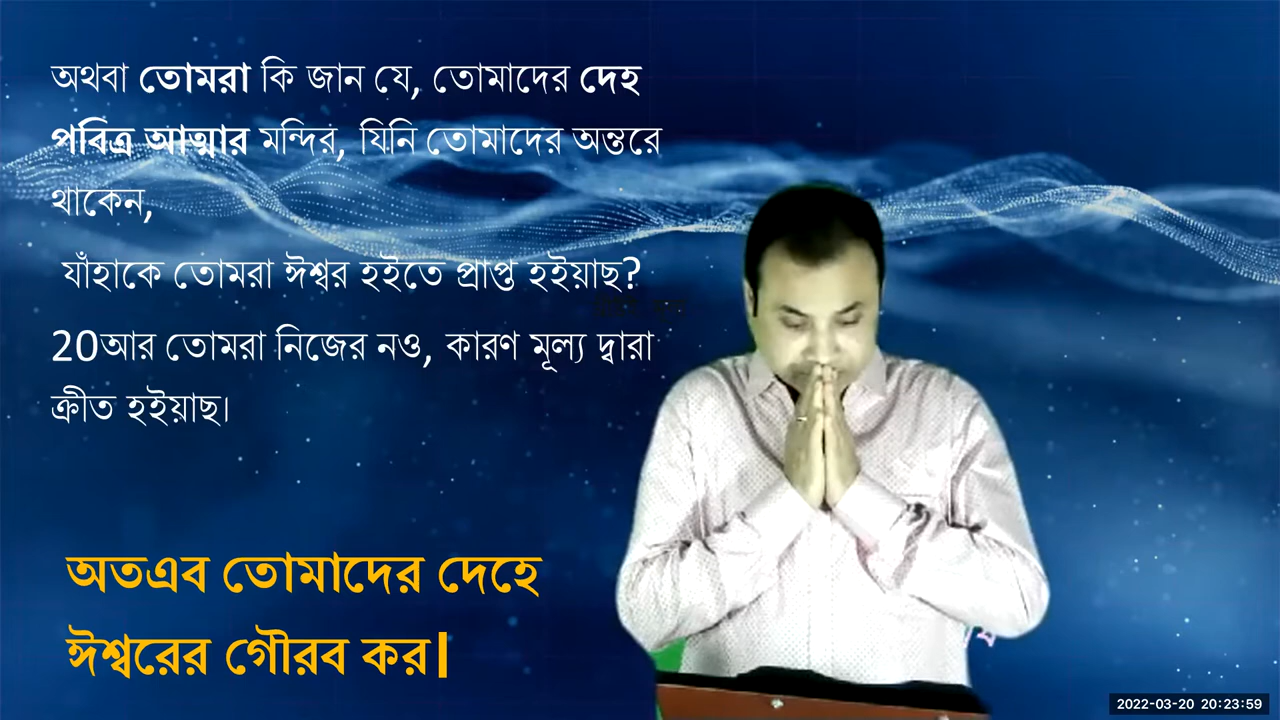 অথবা তোমরা কি জান যে, তোমাদের দেহ
পবিত্র আত্মার মন্দির, যিনি তোমাদের অন্তরে
থাকেন,
যাঁহাকে তোমরা ঈশ্বর হইতে প্রাপ্ত হইয়াছ?
20আর তোমরা নিজের নও, কারণ মূল্য দ্বারা
ক্রীত হইয়াছ।
অতএব তোমাদের দেহে
ঈশ্বরের গৌরব কর।
2022-03-20 20:23:59